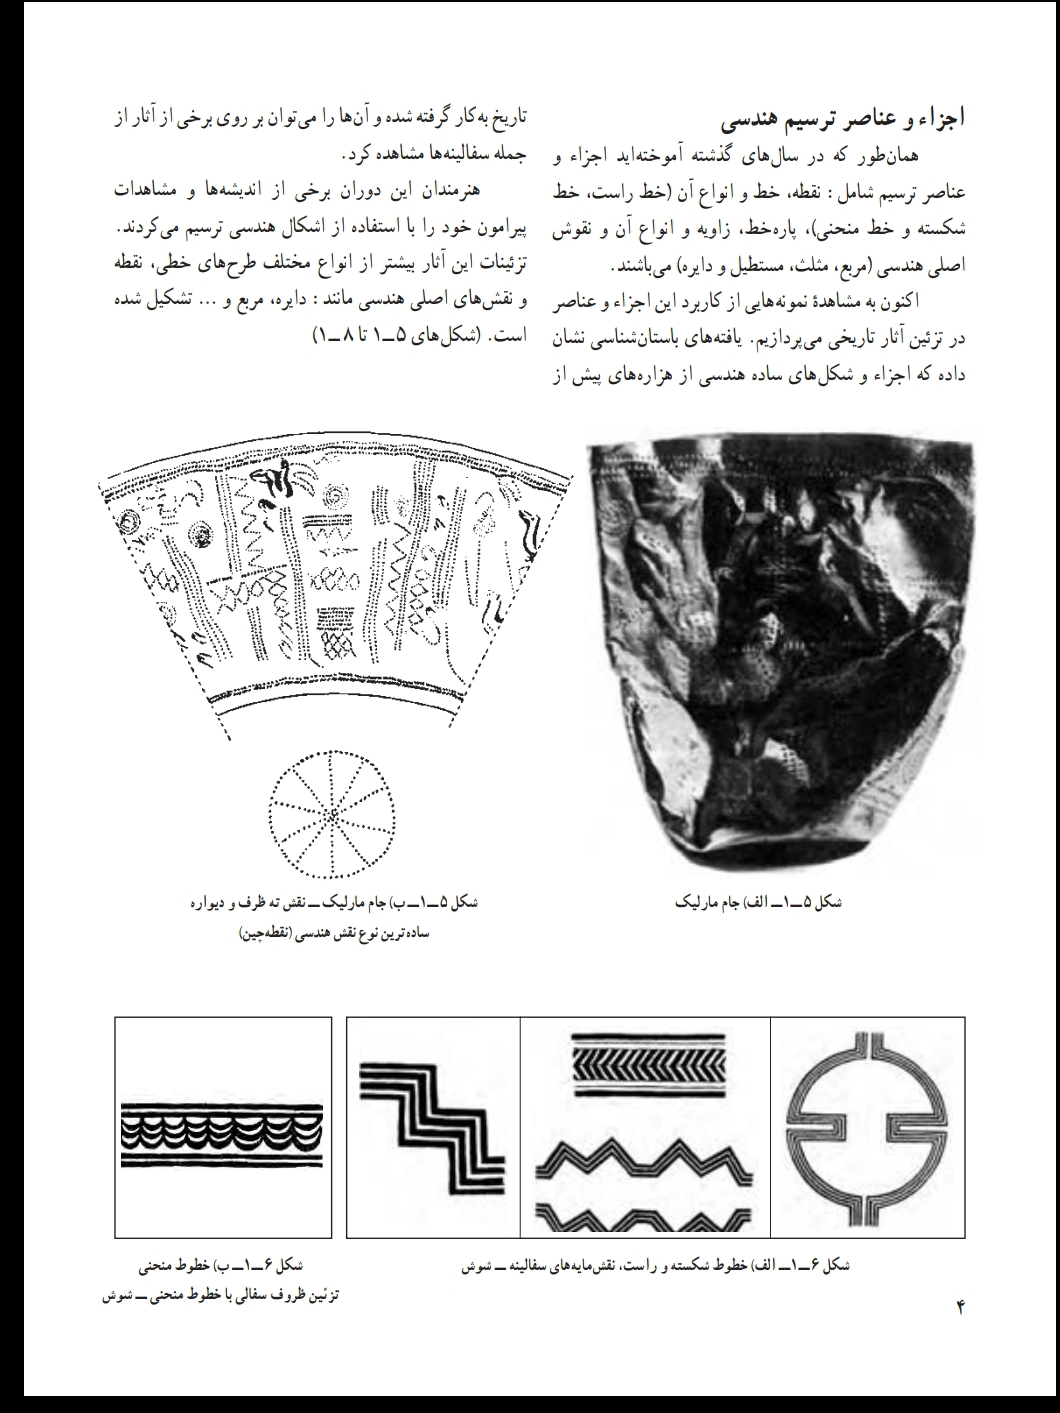 اجزاء و عناصر ترسیم هندسی
همان‌طور که در سال‌های گذشته آموخته‌اید اجزاء و
عناصر ترسیم شامل : نقطه، خط و انواع آن (خط راست، خط
شکسته و خط منحنی)، پاره‌خط، زاویه و انواع آن و نقوش
اصلی هندسی (مربع، مثلث، مستطیل و دایره) می‌باشند.
اکنون به مشاهدهٔ نمونه‌هایی از کاربرد این اجزاء و عناصر
در تزئین آثار تاریخی می‌پردازیم. یافته‌های باستان‌شناسی نشان
داده که اجزاء و شکل‌های ساده هندسی از هزاره‌های پیش از
تاریخ به‌کار گرفته شده و آن‌ها را می‌توان بر روی برخی از آثار از
جمله سفالینه‌ها مشاهده کرد.
هنرمندان این دوران برخی از اندیشه‌ها و مشاهدات
پیرامون خود را با استفاده از اشکال هندسی ترسیم می‌کردند.
تزئینات این آثار بیشتر از انواع مختلف طرح‌های خطی، نقطه
و نقش‌های اصلی هندسی مانند : دایره، مربع و ... تشکیل شده
است. (شکل‌های ۵ــ۱ تا ۸ــ۱)
شکل ۵ــ۱ــ الف) جام مارلیک
شکل ۵ــ۱ــ ب) جام مارلیک ــ نقش ته ظرف و دیواره
ساده‌ترین نوع نقش هندسی (نقطه‌چین)
شکل ۶ــ۱ــ الف) خطوط شکسته و راست، نقش‌مایه‌های سفالینه ــ شوش
شکل ۶ــ۱ــ ب) خطوط منحنی
تزئین ظروف سفالی با خطوط منحنی ــ شوش
۴